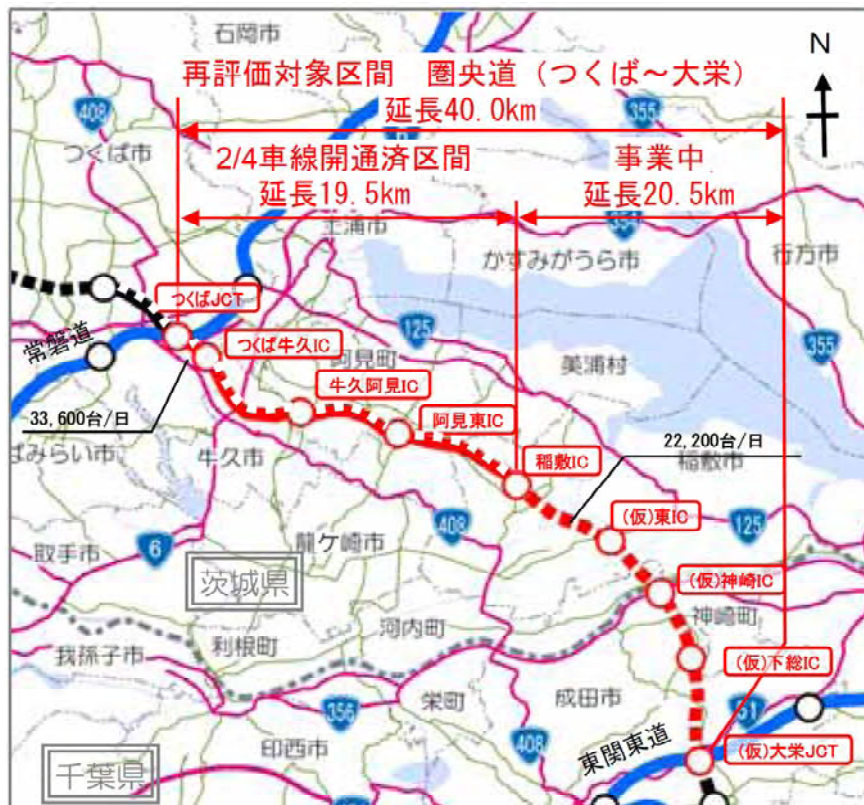 石岡市
N
再評価対象区間 圏央道（つくば～大栄）
延長40.0km
408
355
つくば市
2/4車線開通済区間
延長19.5km
事業中
延長20.5km
354
土浦市
かすみがうら市
行方市
つくばJCT
125
常磐道
つくば牛久IC
阿見町
355
牛久阿見IC
美浦村
33,600台/日
阿見東IC
22,200台/日
ばみらい市
牛久市
稲敷IC
稲敷市
(仮)東IC
408
125
6
龍ケ崎市
取手市
茨城県
(仮)神崎IC
神崎町
河内町
利根町
我孫子市
(仮)下総IC
栄町
成田市
356
51
408
印西市
東関東道
(仮)大栄JCT
千葉県